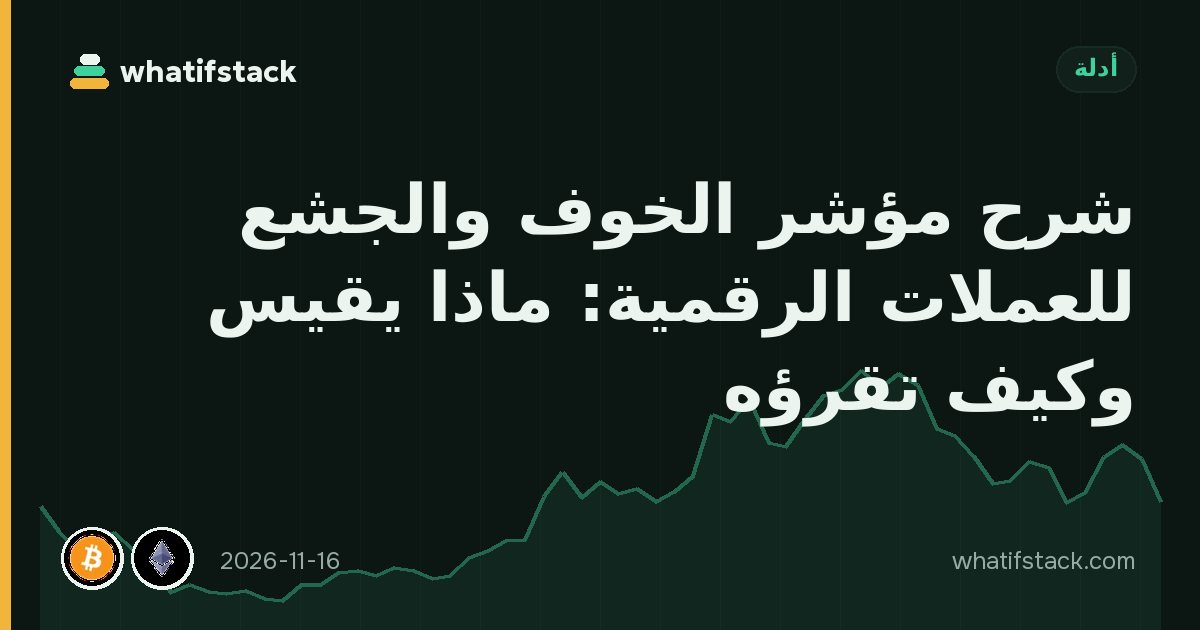 whatifstack
أدلة
شرح مؤشر الخوف والجشع
للعملات الرقمية: ماذا يقيس
وكيف تقرؤه
2026-11-16
whatifstack.com